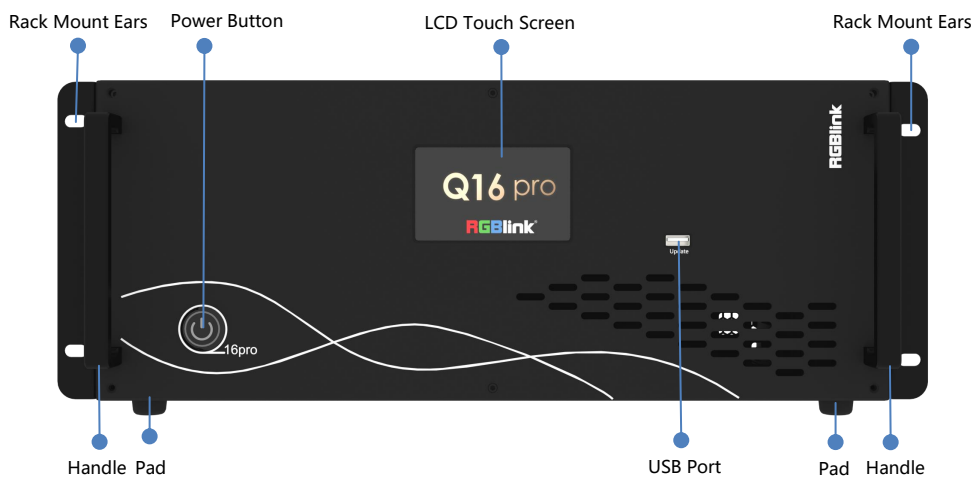 Rack Mount Ears
Power Button
LCD Touch Screen
Rack Mount Ears
RGBlink
Q16 pro
RGBlink
Update
16pro
Handle
Pad
USB Port
Pad
Handle